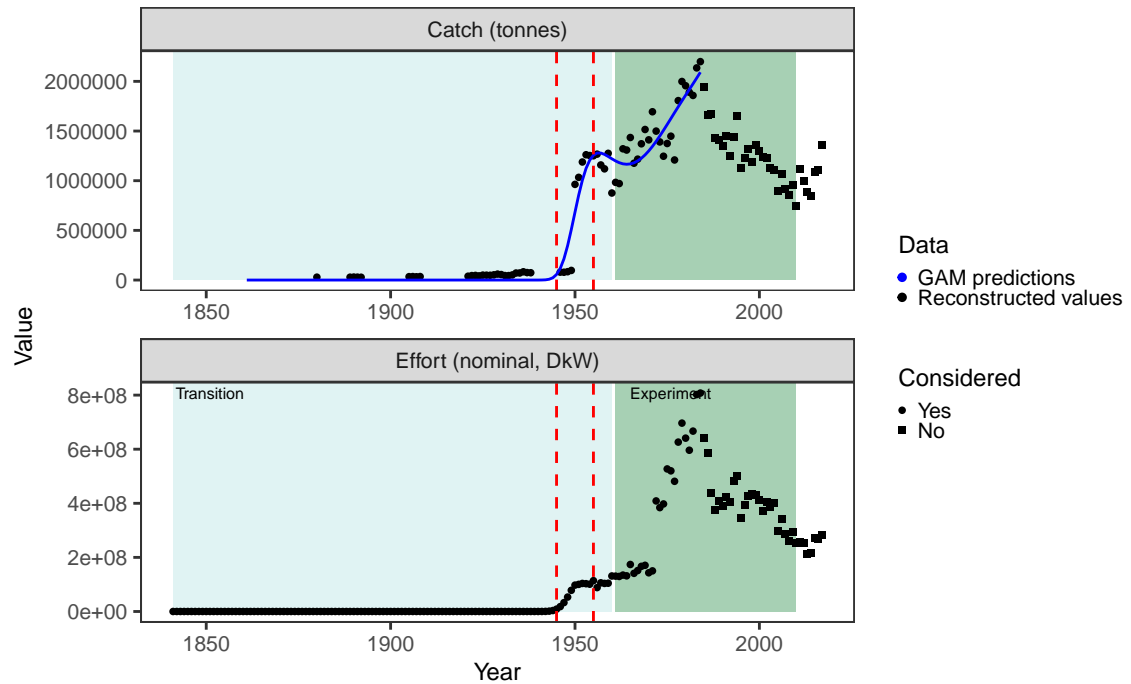 Catch (tonnes)
2000000
1500000
1000000
500000
0
1850
1900
1950
2000
Value
Effort (nominal, DkW)
Transition
Experiment
8e+08
6e+08
4e+08
2e+08
0e+00
1850
1900
1950
2000
Year
Data
GAM predictions
Reconstructed values
Considered
Yes
No